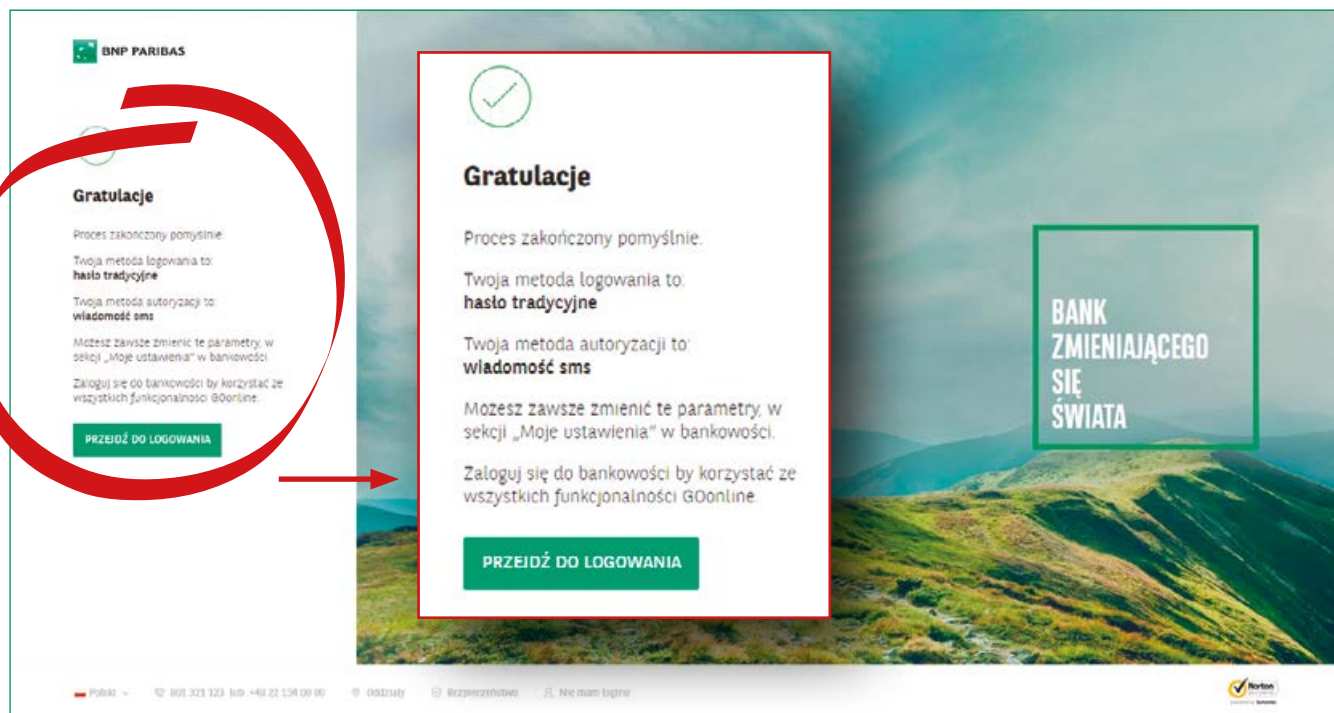 BNP PARIBAS
Gratulacje
Proces zakończony pomyślnie.
Twoja metoda logowania to:
hasło tradycyjne
Twoja metoda autoryzacji to:
wiadomość sms
Możesz zawsze zmienić te parametry, w
sekcji „Moje ustawienia” w bankowości
Zaloguj się do bankowości by korzystać ze
wszystkich funkcjonalności GOonline.
PRZEJDŹ DO LOGOWANIA
Gratulacje
Proces zakończony pomyślnie.
Twoja metoda logowania to:
hasło tradycyjne
Twoja metoda autoryzacji to:
wiadomość sms
Możesz zawsze zmienić te parametry, w
sekcji „Moje ustawienia” w bankowości.
Zaloguj się do bankowości by korzystać ze
wszystkich funkcjonalności GOonline
PRZEJDŹ DO LOGOWANIA
BANK
ZMIENIAJĄCEGO
SIĘ
ŚWIATA
Polski 801 321 123 lub +48 22 134 00 00 Oddziały Bezpieczeństwo Nie mam loginu
Norton